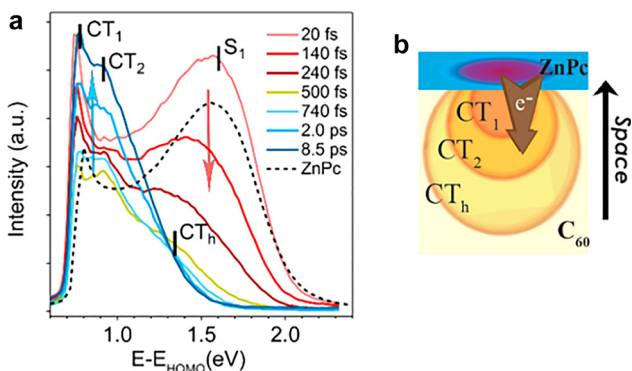 a
CT₁
CT₂
S₁
20 fs
140 fs
240 fs
500 fs
740 fs
2.0 ps
8.5 ps
ZnPc
CTₕ
Intensity (a.u.)
1.0 1.5 2.0
E-E_HOMO(eV)
b
ZnPc
e⁻
CT₁
CT₂
CTₕ
C₆₀
Space